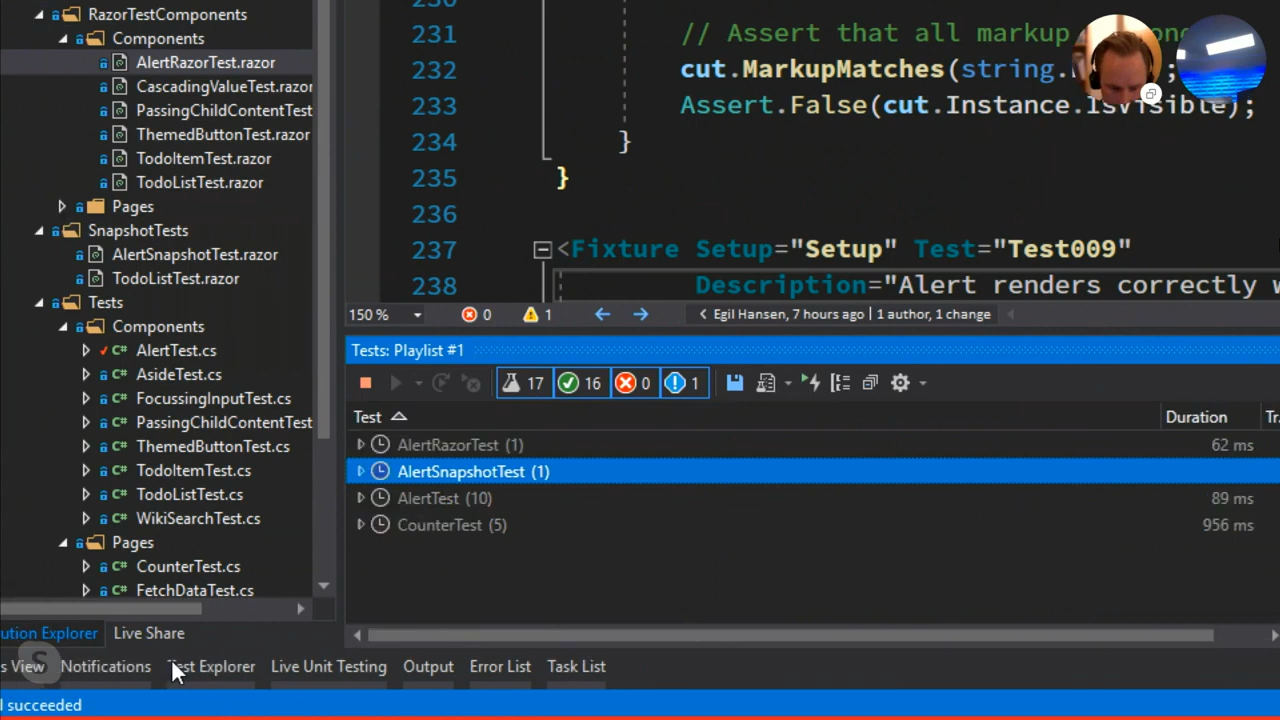 RazorTestComponents
Components
AlertRazorTest.razor
CascadingValueTest.razor
PassingChildContentTest
ThemedButtonTest.razor
TodoItemTest.razor
TodoListTest.razor
Pages
SnapshotTests
AlertSnapshotTest.razor
TodoListTest.razor
Tests
Components
C# AlertTest.cs
C# AsideTest.cs
C# FocussingInputTest.cs
C# PassingChildContentTest
C# ThemedButtonTest.cs
C# TodoItemTest.cs
C# TodoListTest.cs
C# WikiSearchTest.cs
Pages
C# CounterTest.cs
C# FetchDataTest.cs
ution Explorer Live Share
230
231 // Assert that all markup
232 cut.MarkupMatches(string.
233 Assert.False(cut.Instance.IsVisible);
234 }
235 }
236
237 <Fixture Setup="Setup" Test="Test009"
238 Description="Alert renders correctly w
150 % 0 1 Egil Hansen, 7 hours ago | 1 author, 1 change
Tests: Playlist #1
17 16 0 1
Test Duration Tr
AlertRazorTest (1) 62 ms
AlertSnapshotTest (1)
AlertTest (10) 89 ms
CounterTest (5) 956 ms
s View Notifications Test Explorer Live Unit Testing Output Error List Task List
succeeded